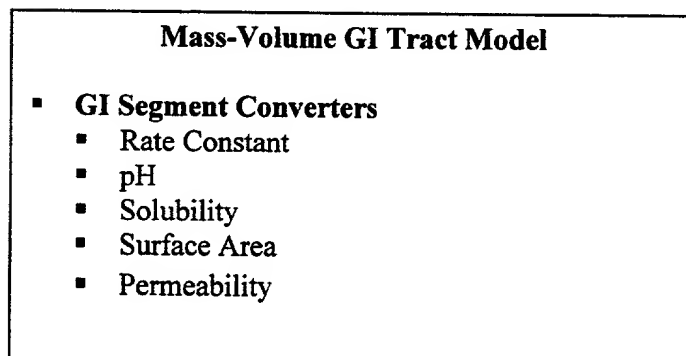 Mass-Volume GI Tract Model
▪ GI Segment Converters
▪ Rate Constant
▪ pH
▪ Solubility
▪ Surface Area
▪ Permeability